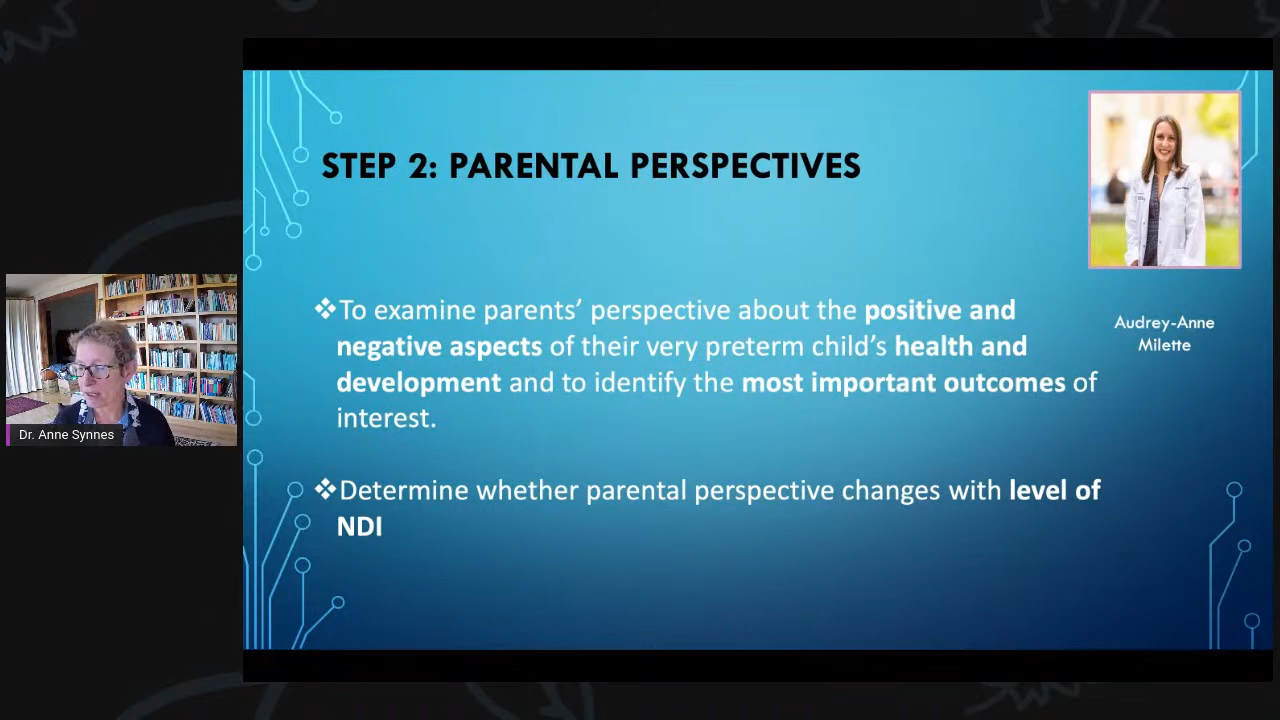 STEP 2: PARENTAL PERSPECTIVES
❖To examine parents’ perspective about the positive and
negative aspects of their very preterm child’s health and
development and to identify the most important outcomes of
interest.
❖Determine whether parental perspective changes with level of
NDI
Audrey-Anne
Milette
Dr. Anne Synnes